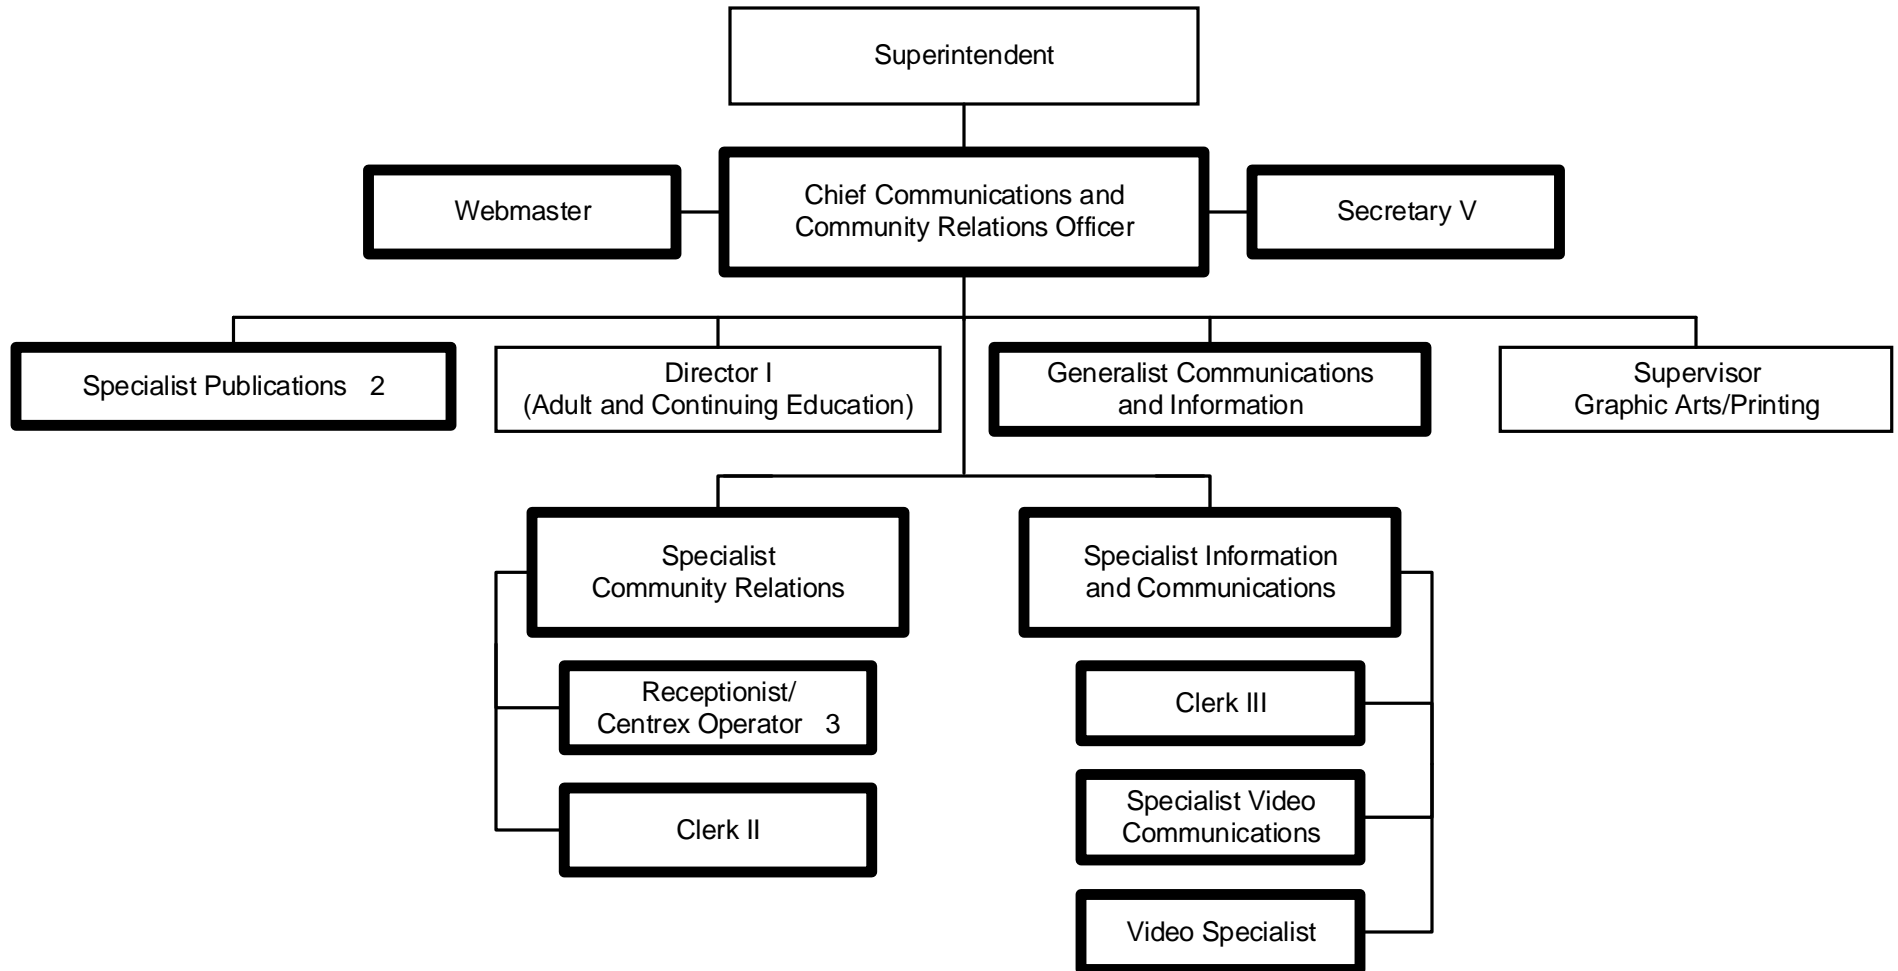 Superintendent
Webmaster
Chief Communications and
Community Relations Officer
Secretary V
Specialist Publications 2
Director I
(Adult and Continuing Education)
Generalist Communications
and Information
Supervisor
Graphic Arts/Printing
Specialist
Community Relations
Specialist Information
and Communications
Receptionist/
Centrex Operator 3
Clerk II
Clerk III
Specialist Video
Communications
Video Specialist